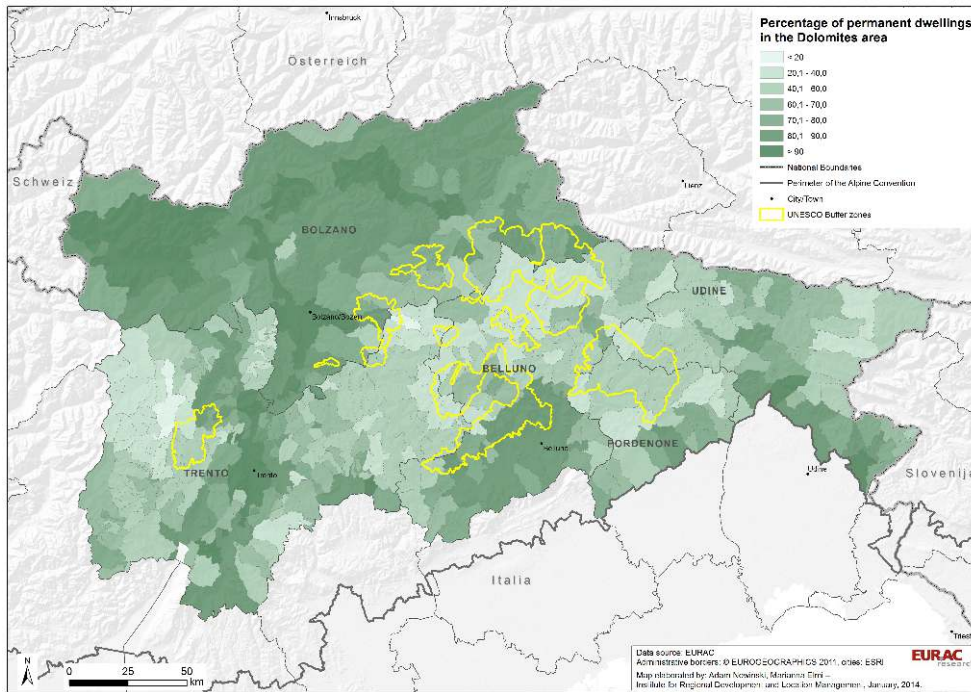 Percentage of permanent dwellings
in the Dolomites area
< 20
20,1 - 40,0
40,1 - 60,0
60,1 - 70,0
70,1 - 80,0
80,1 - 90,0
> 90
National Boundaries
Perimeter of the Alpine Convention
City/Town
UNESCO Buffer zones
Innsbruck
Österreich
Schweiz
Lienz
BOLZANO
UDINE
Bolzano/Bozen
BELLUNO
Belluno
PORDENONE
TRENTO
Trento
Udine
Slovenija
Italia
Trieste
N
0 25 50
km
Data source: EURAC
Administrative borders: © EUROGEOGRAPHICS 2011, cities: ESRI
Map elaborated by: Adam Nowinski, Marianna Elmi –
Institute for Regional Development and Location Management, January, 2014.
EURAC
research